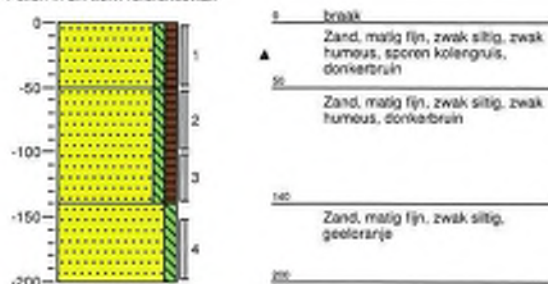 0
braak
0
Zand, matig fijn, zwak siltig, zwak
humeus, sporen kolengruis,
donkerbruin
1
-50
50
Zand, matig fijn, zwak siltig, zwak
humeus, donkerbruin
2
-100
3
140
-150
Zand, matig fijn, zwak siltig,
geeloranje
4
-200
200